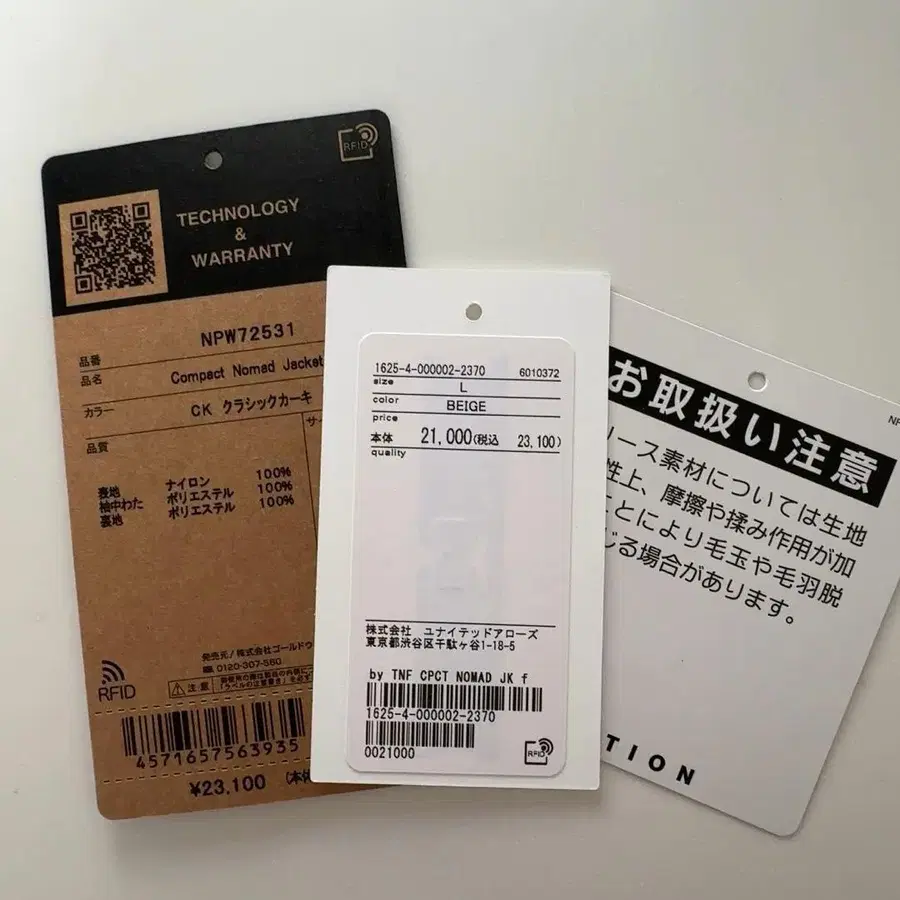 RFID
TECHNOLOGY
&
WARRANTY
品番 NPW72531
品名 Compact Nomad Jacket
カラー CK クラシックカーキ
品質
表地 ナイロン 100%
袖中わた ポリエステル 100%
裏地 ポリエステル 100%
発売元/株式会社ゴールドウ
0120-307-560
RFID
注意
4571657563935
¥23,100 (本体
1625-4-000002-2370 6010372
size L
color BEIGE
price
本体 21,000(税込 23,100)
quality
株式会社 ユナイテッドアローズ
東京都渋谷区千駄ヶ谷1-18-5
by TNF CPCT NOMAD JK f
1625-4-000002-2370
0021000
RFID
NP
お取扱い注意
リース素材については生地
性上、摩擦や揉み作用が加
ことにより毛玉や毛羽脱
じる場合があります。
TION